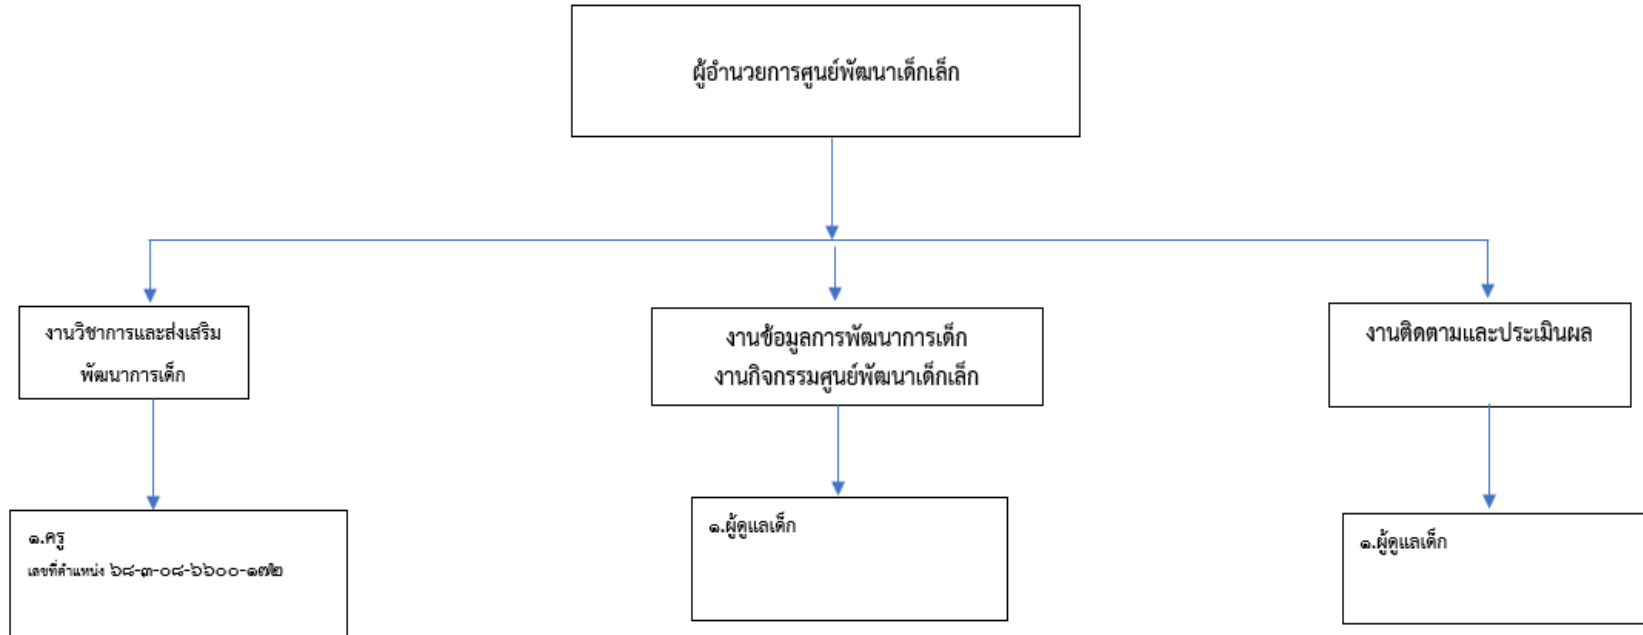 ผู้อำนวยการศูนย์พัฒนาเด็กเล็ก
งานวิชาการและส่งเสริม
พัฒนาการเด็ก
งานข้อมูลการพัฒนาการเด็ก
งานกิจกรรมศูนย์พัฒนาเด็กเล็ก
งานติดตามและประเมินผล
๑.ครู
เลขที่ตำแหน่ง ๖๘-๓-๐๘-๖๖๐๐-๑๗๒
๑.ผู้ดูแลเด็ก
๑.ผู้ดูแลเด็ก